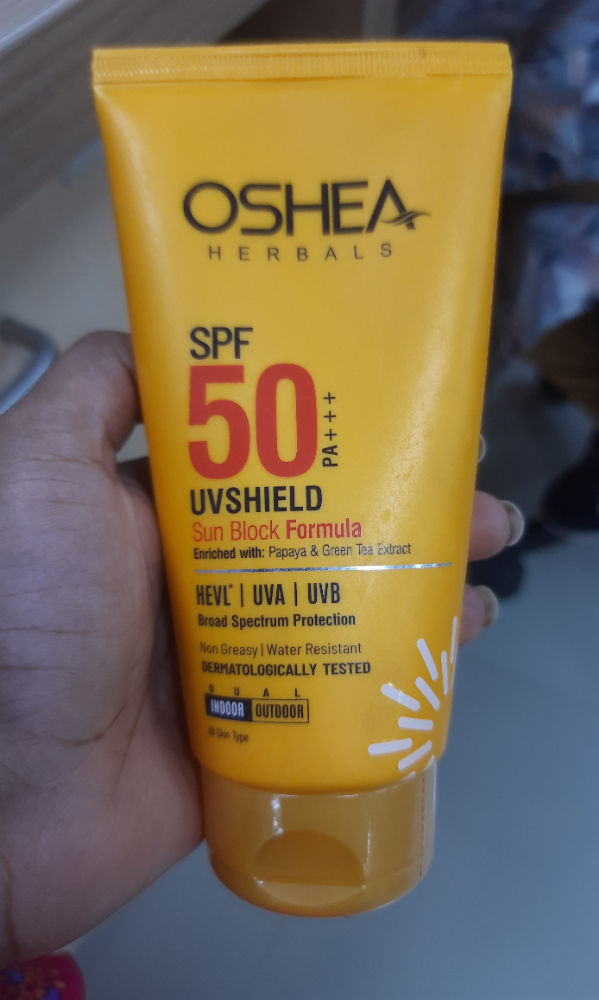 OSHEA
HERBALS
SPF
50
PA+++
UVSHIELD
Sun Block Formula
Enriched with: Papaya & Green Tea Extract
HEVL* | UVA | UVB
Broad Spectrum Protection
Non Greasy | Water Resistant
DERMATOLOGICALLY TESTED
DUAL
INDOOR OUTDOOR
All Skin Type